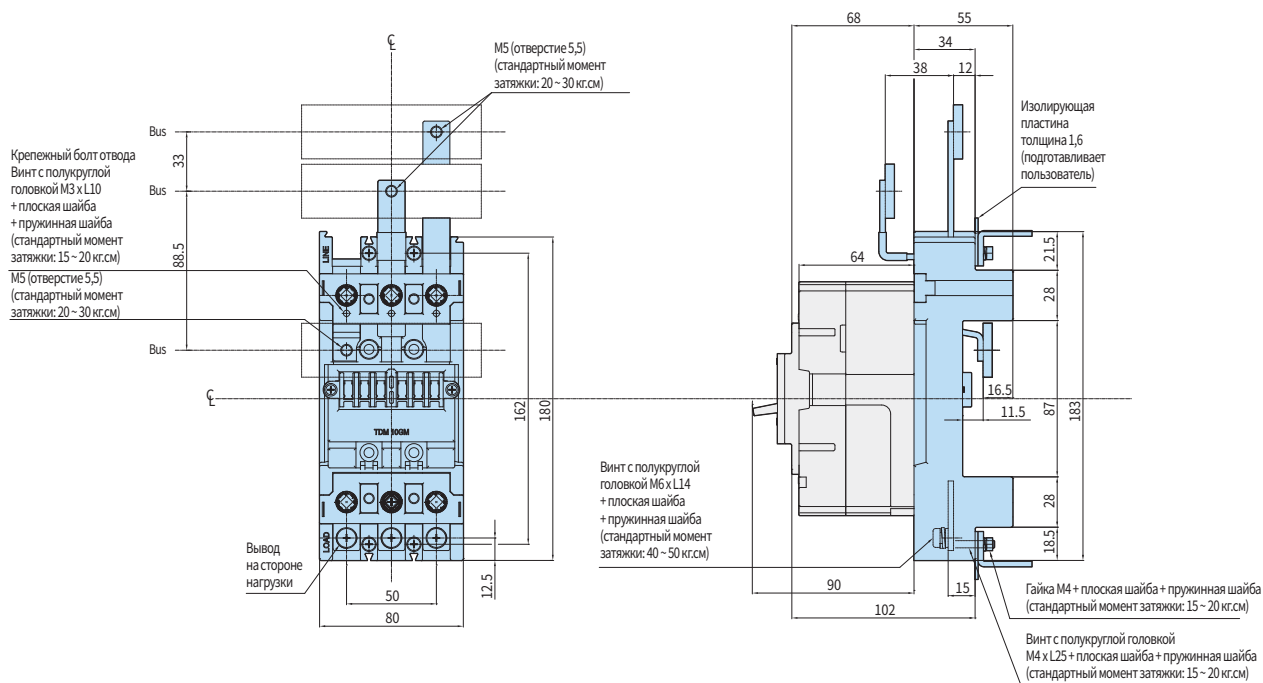 ℄
M5 (отверстие 5,5)
(стандартный момент
затяжки: 20 ~ 30 кг.см)
Bus
33
Bus
88.5
Bus
Крепежный болт отвода
Винт с полукруглой
головкой М3 x L10
+ плоская шайба
+ пружинная шайба
(стандартный момент
затяжки: 15 ~ 20 кг.см)
M5 (отверстие 5,5)
(стандартный момент
затяжки: 20 ~ 30 кг.см)
LINE
℄
TDM 100GM
162
180
LOAD
Вывод
на стороне
нагрузки
12.5
50
80
68
55
34
38
12
Изолирующая
пластина
толщина 1,6
(подготавливает
пользователь)
64
21.5
28
16.5
11.5
87
183
28
18.5
Винт с полукруглой
головкой М6 x L14
+ плоская шайба
+ пружинная шайба
(стандартный момент
затяжки: 40 ~ 50 кг.см)
90
15
102
Гайка М4 + плоская шайба + пружинная шайба
(стандартный момент затяжки: 15 ~ 20 кг.см)
Винт с полукруглой головкой
М4 x L25 + плоская шайба + пружинная шайба
(стандартный момент затяжки: 15 ~ 20 кг.см)